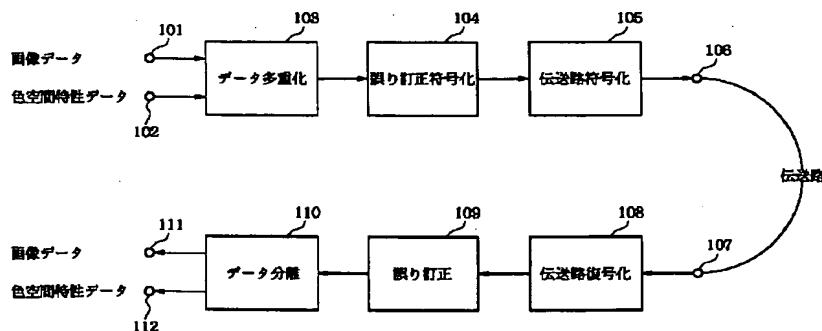 101
103
104
105
画像データ
データ多重化
誤り訂正符号化
伝送路符号化
106
色空間特性データ
102
伝送路
111
110
109
108
107
画像データ
データ分離
誤り訂正
伝送路復号化
色空間特性データ
112